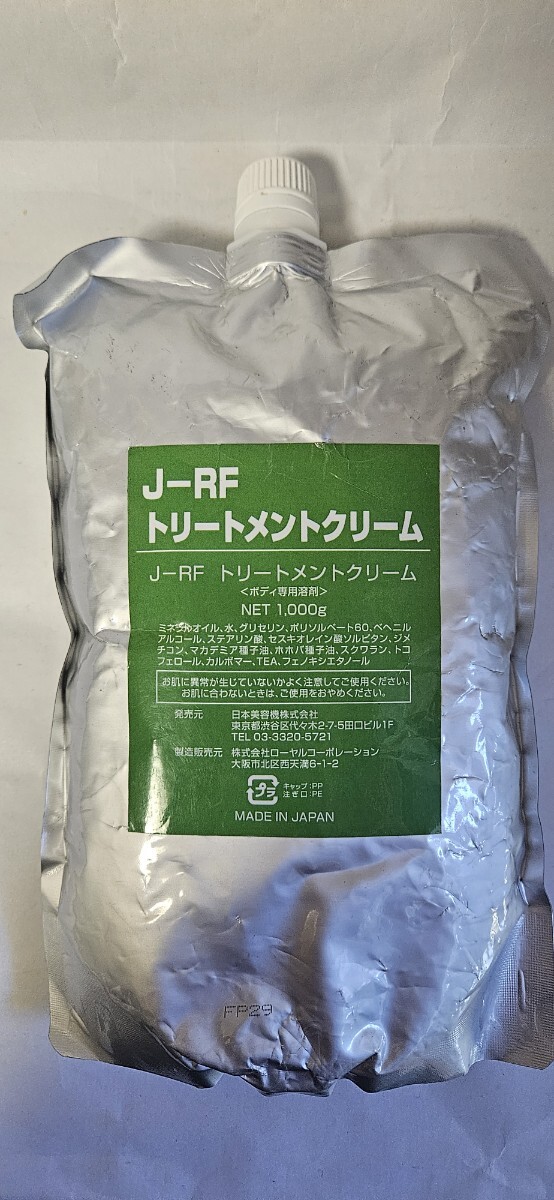 J−RF
トリートメントクリーム
J−RF トリートメントクリーム
<ボディ専用溶剤>
NET 1,000g
ミネラルオイル、水、グリセリン、ポリソルベート60、ベヘニル
アルコール、ステアリン酸、セスキオレイン酸ソルビタン、ジメ
チコン、マカデミア種子油、ホホバ種子油、スクワラン、トコ
フェロール、カルボマー、TEA、フェノキシエタノール
お肌に異常が生じていないかよく注意してご使用ください。
お肌に合わないときは、ご使用をおやめください。
発売元 日本美容機株式会社
東京都渋谷区代々木2-7-5田口ビル1F
TEL 03-3320-5721
製造販売元 株式会社ローヤルコーポレーション
大阪市北区西天満6-1-2
プラ
キャップ:PP
注ぎ口:PE
MADE IN JAPAN
FP29